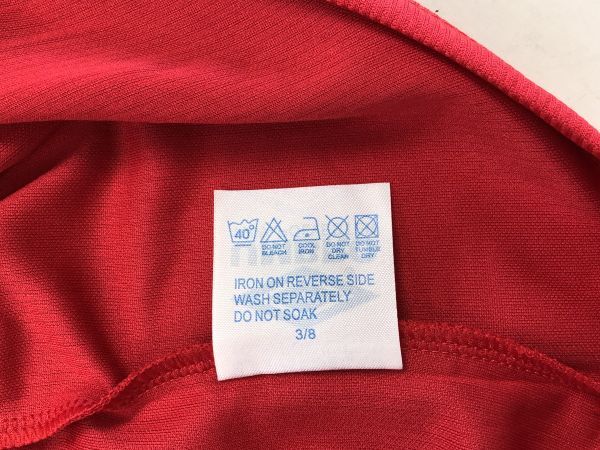 40°
DO NOT BLEACH
COOL IRON
DO NOT DRY CLEAN
DO NOT TUMBLE DRY
IRON ON REVERSE SIDE
WASH SEPARATELY
DO NOT SOAK
3/8